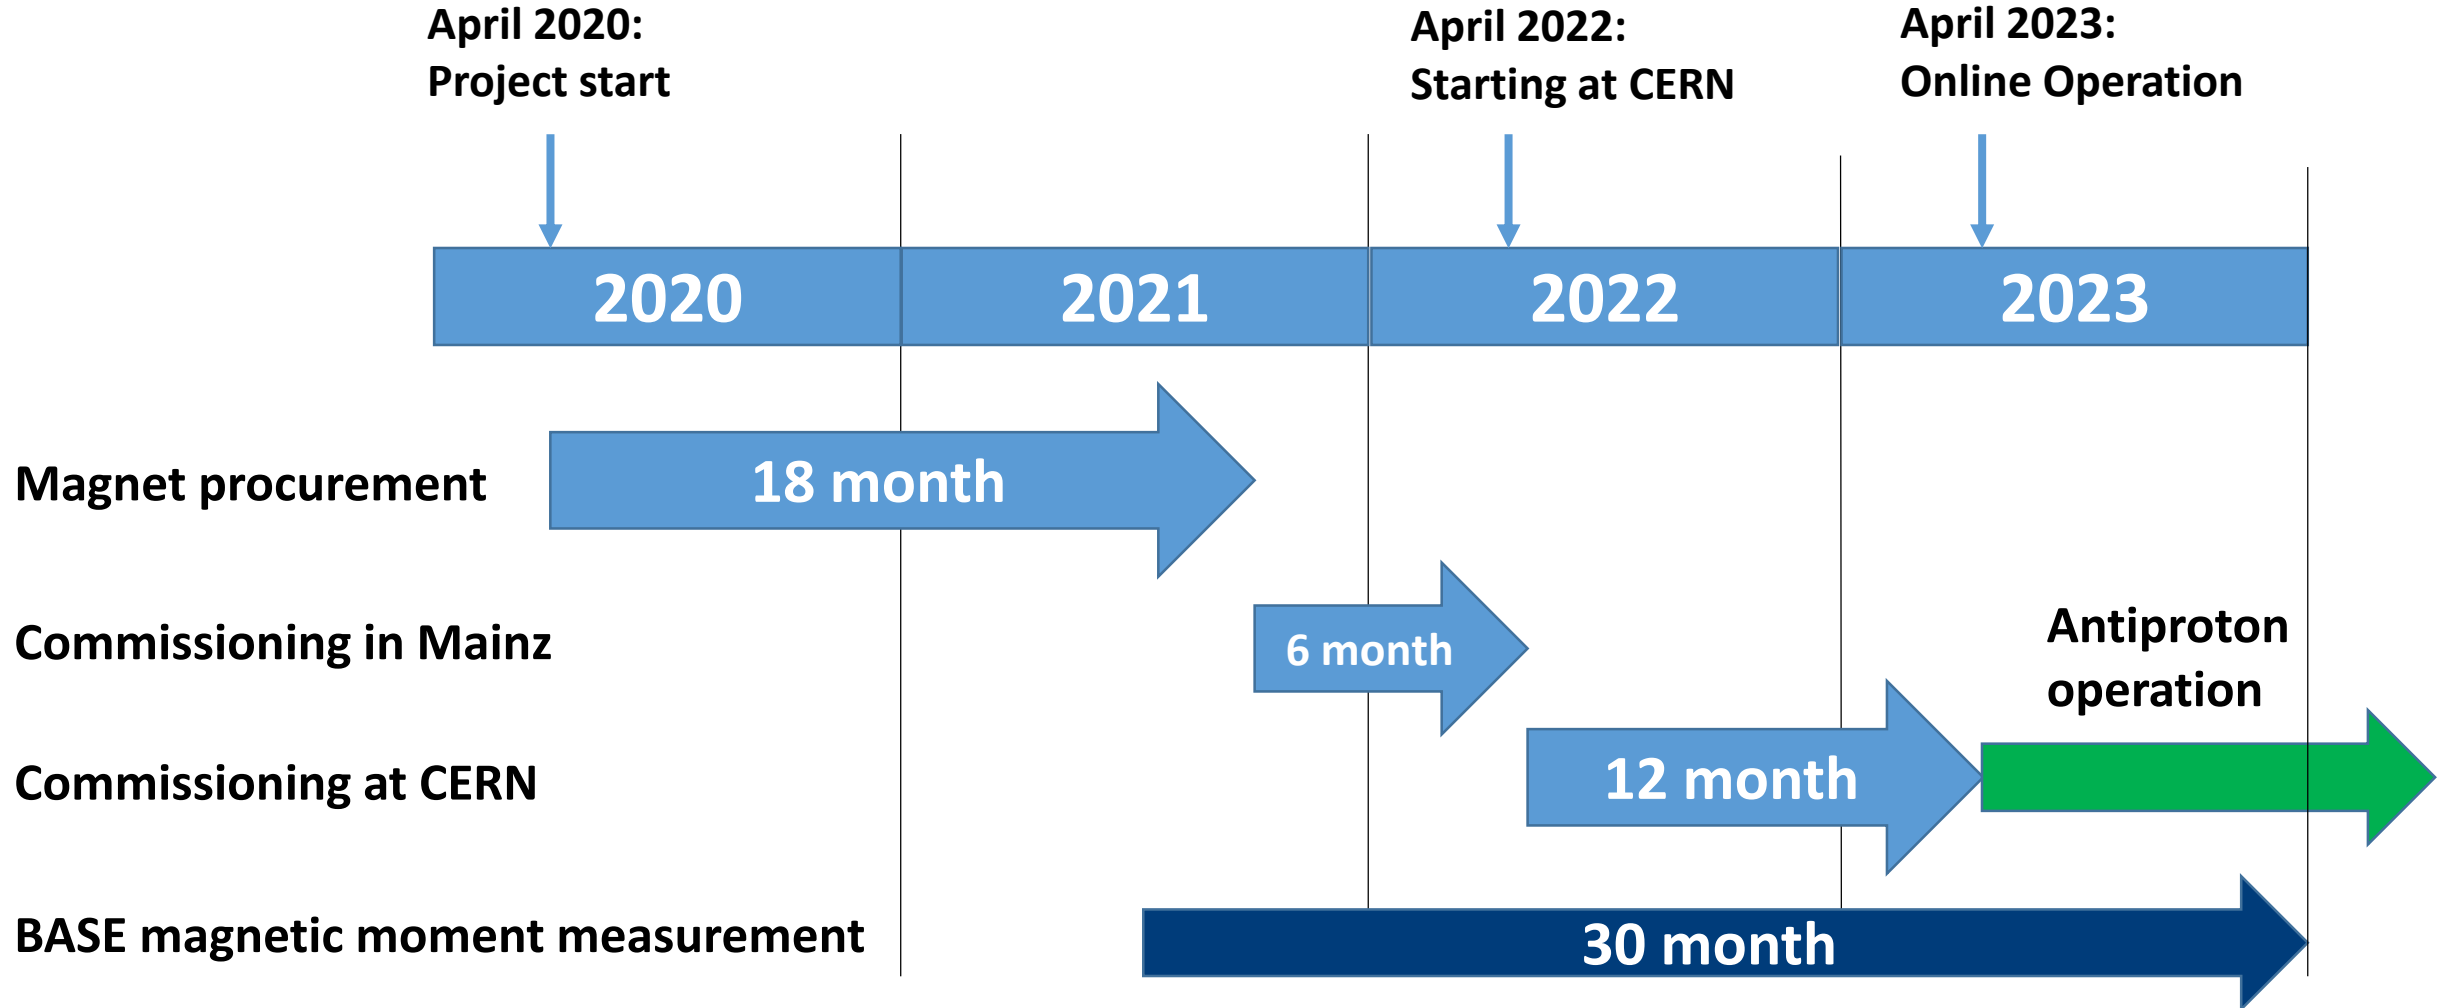 April 2020:
Project start
April 2022:
Starting at CERN
April 2023:
Online Operation
2020
2021
2022
2023
Magnet procurement
18 month
Commissioning in Mainz
6 month
Antiproton
operation
Commissioning at CERN
12 month
BASE magnetic moment measurement
30 month